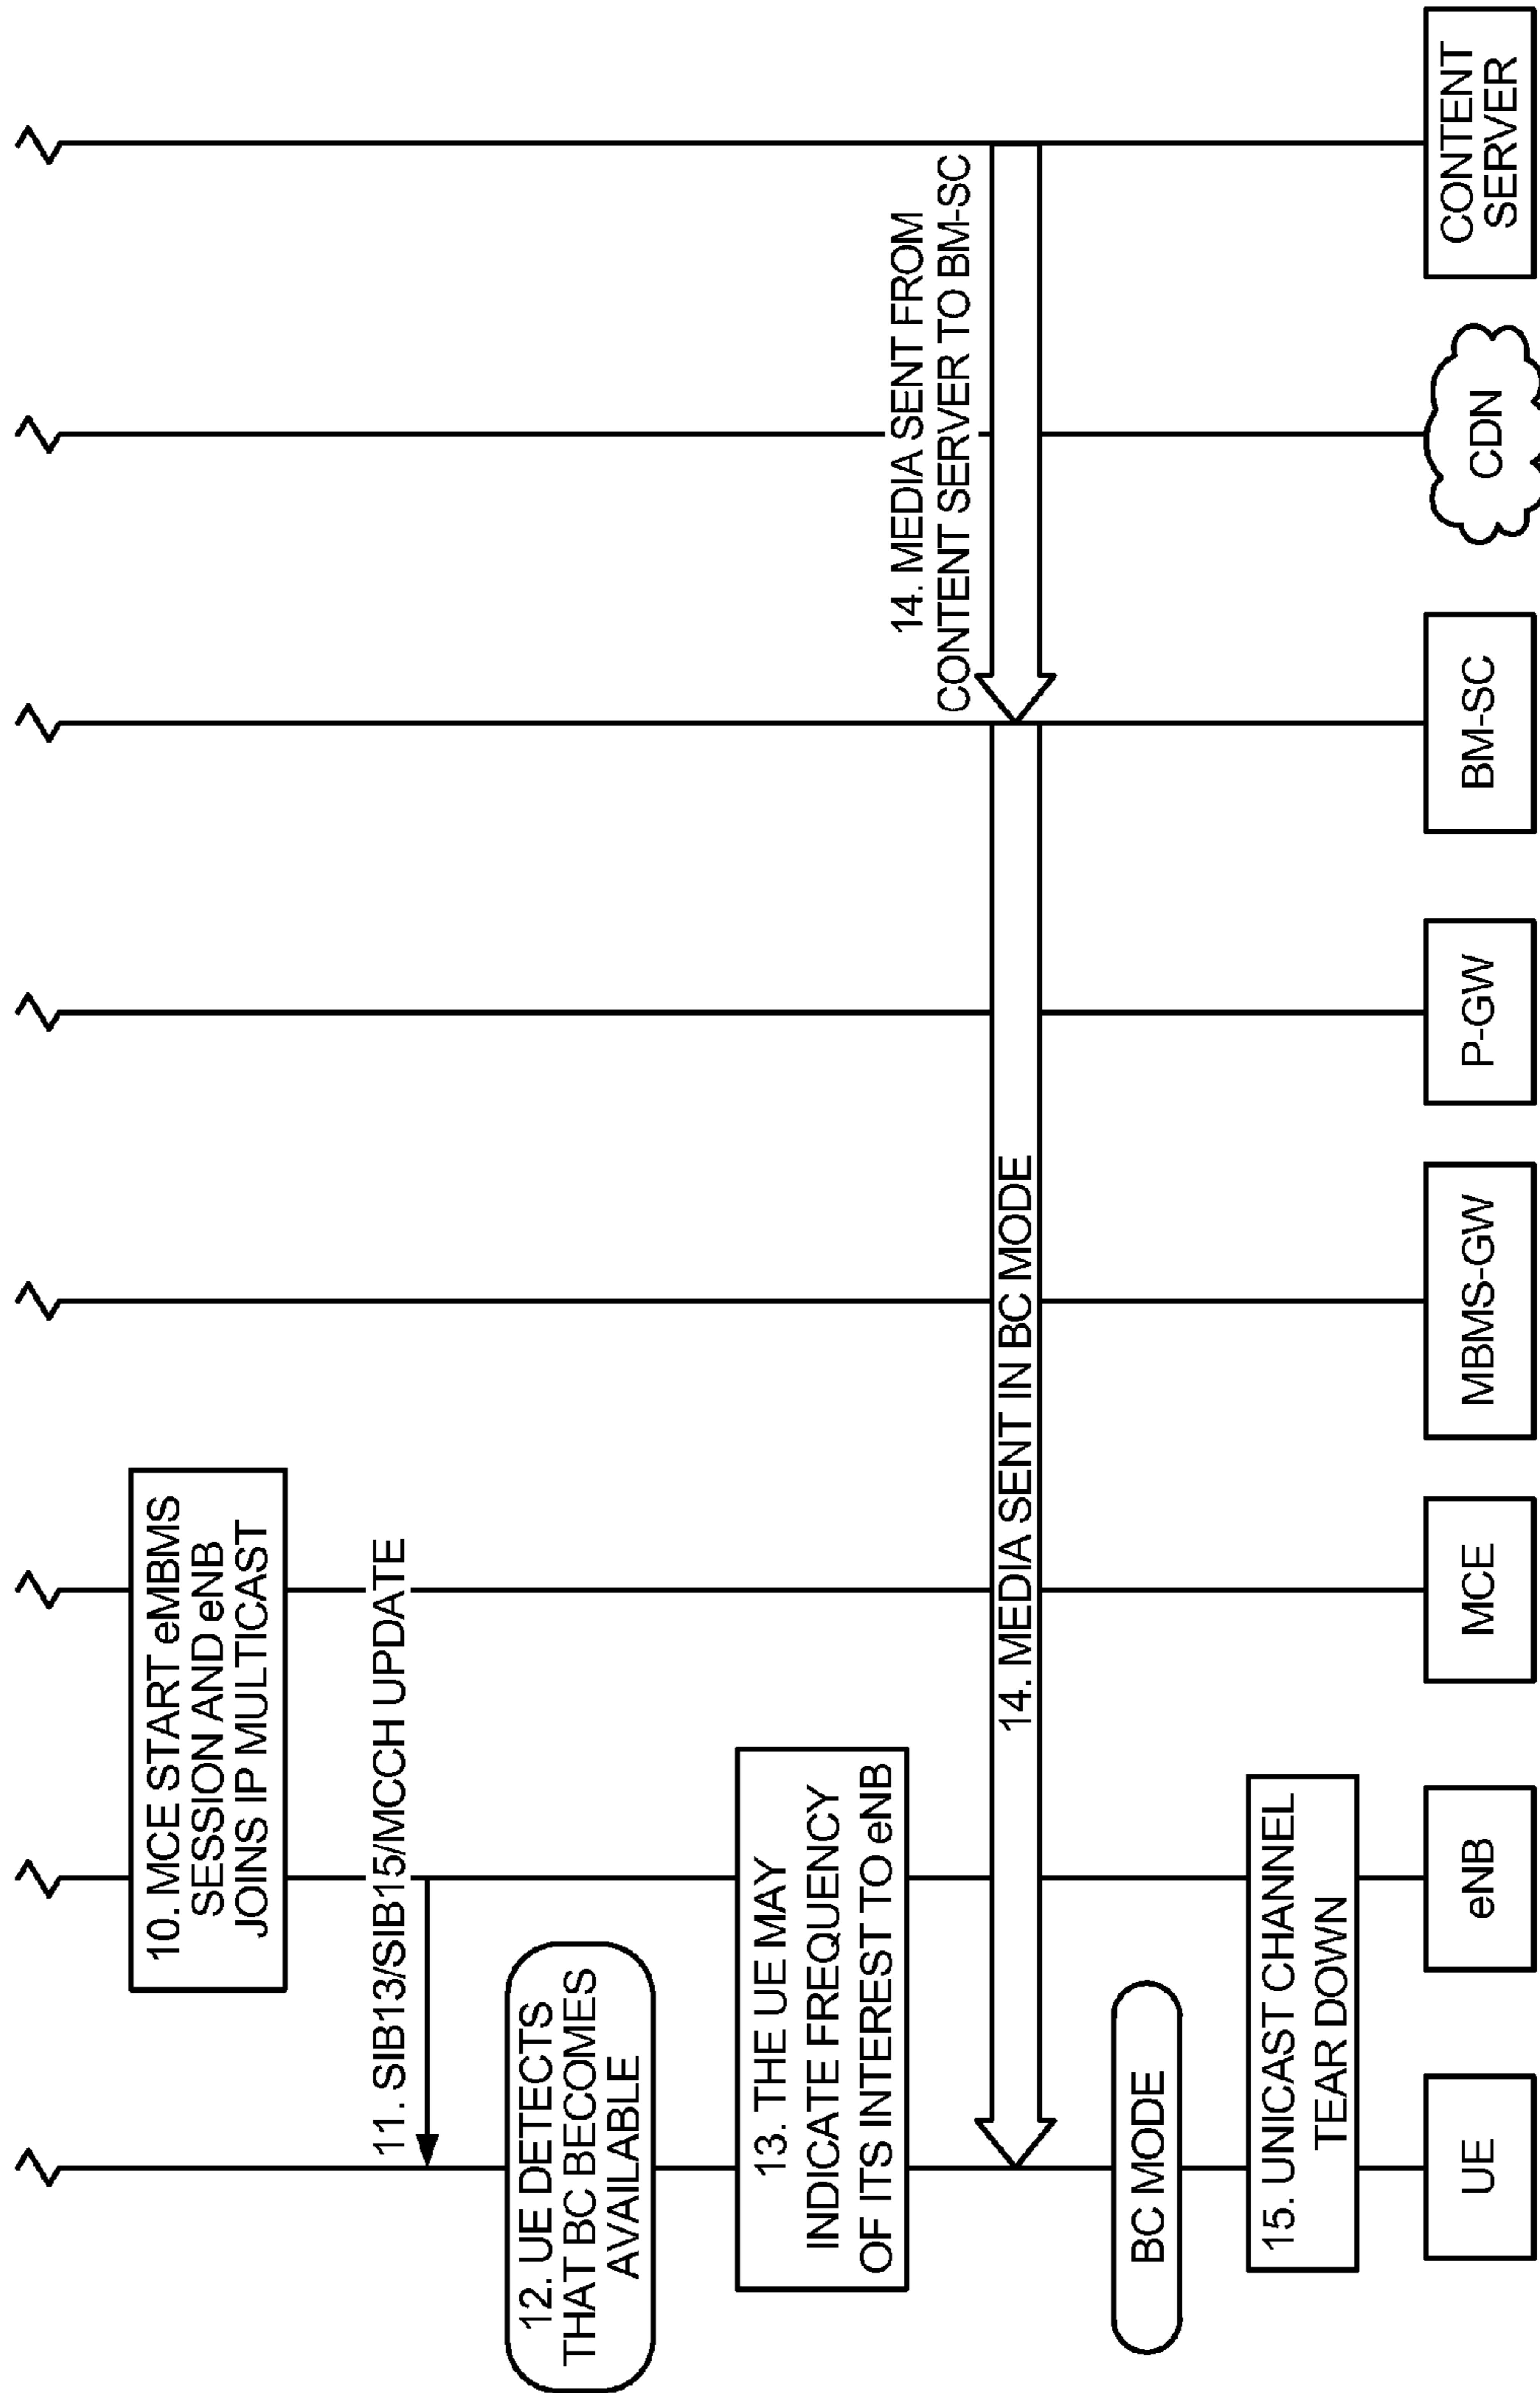 10. MCE START eMBMS
SESSION AND eNB
JOINS IP MULTICAST
11. SIB13/SIB15/MCCH UPDATE
12. UE DETECTS
THAT BC BECOMES
AVAILABLE
13. THE UE MAY
INDICATE FREQUENCY
OF ITS INTEREST TO eNB
14. MEDIA SENT FROM
CONTENT SERVER TO BM-SC
14. MEDIA SENT IN BC MODE
BC MODE
15. UNICAST CHANNEL
TEAR DOWN
UE
eNB
MCE
MBMS-GW
P-GW
BM-SC
CDN
CONTENT
SERVER